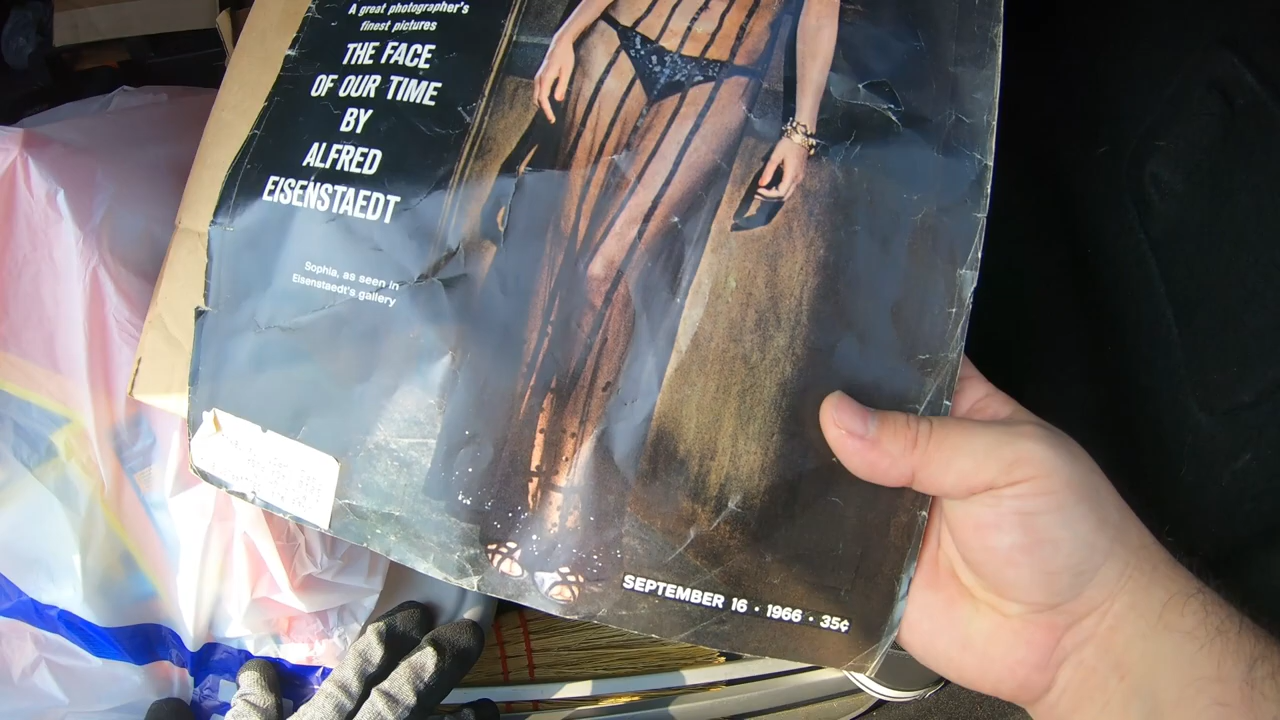 A great photographer's
finest pictures
THE FACE
OF OUR TIME
BY
ALFRED
EISENSTAEDT
Sophia, as seen in
Eisenstaedt's gallery
SEPTEMBER 16 · 1966 · 35¢